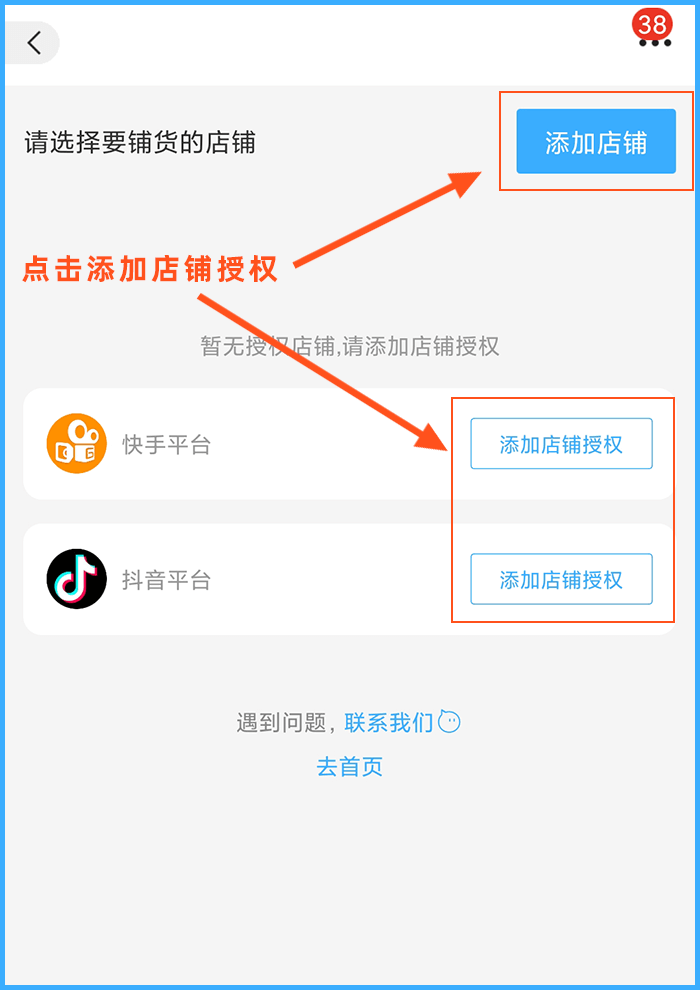 38
请选择要铺货的店铺
添加店铺
点击添加店铺授权
暂无授权店铺,请添加店铺授权
快手平台
添加店铺授权
抖音平台
添加店铺授权
遇到问题，联系我们
去首页